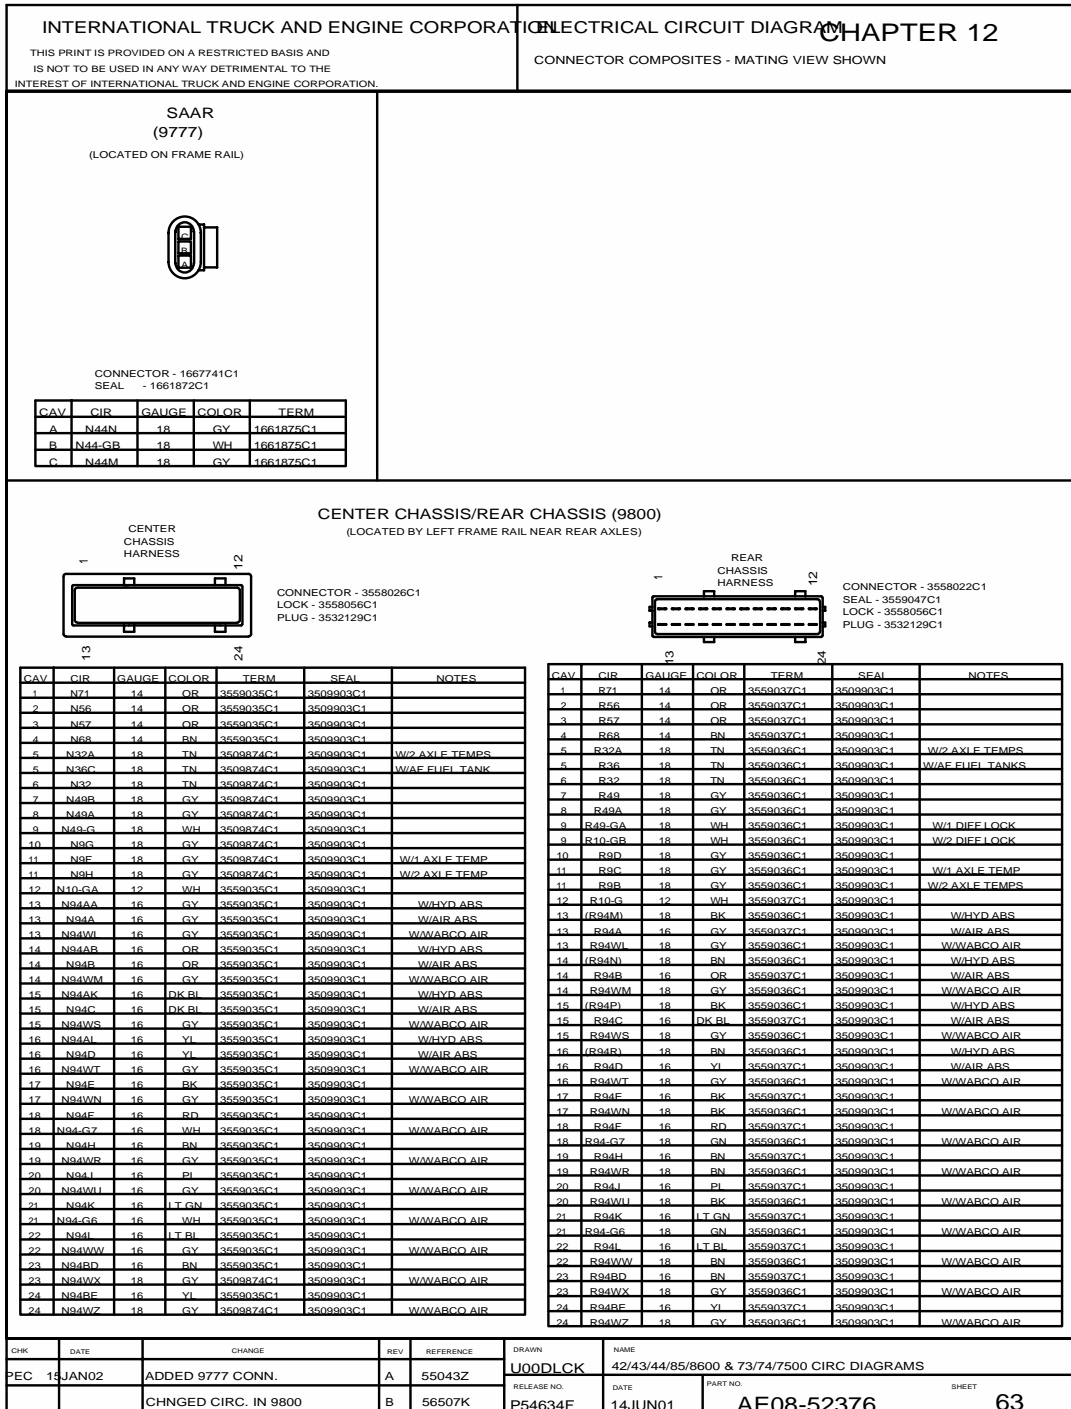 INTERNATIONAL TRUCK AND ENGINE CORPORATION
ELECTRICAL CIRCUIT DIAGRAM
CHAPTER 12
THIS PRINT IS PROVIDED ON A RESTRICTED BASIS AND
IS NOT TO BE USED IN ANY WAY DETRIMENTAL TO THE
INTEREST OF INTERNATIONAL TRUCK AND ENGINE CORPORATION.
CONNECTOR COMPOSITES - MATING VIEW SHOWN
SAAR
(9777)
(LOCATED ON FRAME RAIL)
C
B
A
CONNECTOR - 1667741C1
SEAL - 1661872C1
CAV CIR GAUGE COLOR TERM
A N44N 18 GY 1661875C1
B N44-GB 18 WH 1661875C1
C N44M 18 GY 1661875C1
CENTER CHASSIS/REAR CHASSIS (9800)
(LOCATED BY LEFT FRAME RAIL NEAR REAR AXLES)
CENTER
CHASSIS
HARNESS
1
12
13
24
CONNECTOR - 3558026C1
LOCK - 3558056C1
PLUG - 3532129C1
CAV CIR GAUGE COLOR TERM SEAL NOTES
1 N71 14 OR 3559035C1 3509903C1
2 N56 14 OR 3559035C1 3509903C1
3 N57 14 OR 3559035C1 3509903C1
4 N68 14 BN 3559035C1 3509903C1
5 N32A 18 TN 3509874C1 3509903C1 W/2 AXLE TEMPS
5 N36C 18 TN 3509874C1 3509903C1 W/AF FUEL TANK
6 N32 18 TN 3509874C1 3509903C1
7 N49B 18 GY 3509874C1 3509903C1
8 N49A 18 GY 3509874C1 3509903C1
9 N49-G 18 WH 3509874C1 3509903C1
10 N9G 18 GY 3509874C1 3509903C1
11 N9F 18 GY 3509874C1 3509903C1 W/1 AXLE TEMP
11 N9H 18 GY 3509874C1 3509903C1 W/2 AXLE TEMP
12 N10-GA 12 WH 3559035C1 3509903C1
13 N94AA 16 GY 3559035C1 3509903C1 W/HYD ABS
13 N94A 16 GY 3559035C1 3509903C1 W/AIR ABS
13 N94WL 16 GY 3559035C1 3509903C1 W/WABCO AIR
14 N94AB 16 OR 3559035C1 3509903C1 W/HYD ABS
14 N94B 16 OR 3559035C1 3509903C1 W/AIR ABS
14 N94WM 16 GY 3559035C1 3509903C1 W/WABCO AIR
15 N94AK 16 DK BL 3559035C1 3509903C1 W/HYD ABS
15 N94C 16 DK BL 3559035C1 3509903C1 W/AIR ABS
15 N94WS 16 GY 3559035C1 3509903C1 W/WABCO AIR
16 N94AL 16 YL 3559035C1 3509903C1 W/HYD ABS
16 N94D 16 YL 3559035C1 3509903C1 W/AIR ABS
16 N94WT 16 GY 3559035C1 3509903C1 W/WABCO AIR
17 N94E 16 BK 3559035C1 3509903C1
17 N94WN 16 GY 3559035C1 3509903C1 W/WABCO AIR
18 N94F 16 RD 3559035C1 3509903C1
18 N94-G7 16 WH 3559035C1 3509903C1 W/WABCO AIR
19 N94H 16 BN 3559035C1 3509903C1
19 N94WR 16 GY 3559035C1 3509903C1 W/WABCO AIR
20 N94J 16 PL 3559035C1 3509903C1
20 N94WU 16 GY 3559035C1 3509903C1 W/WABCO AIR
21 N94K 16 LT GN 3559035C1 3509903C1
21 N94-G6 16 WH 3559035C1 3509903C1 W/WABCO AIR
22 N94L 16 LT BL 3559035C1 3509903C1
22 N94WW 16 GY 3559035C1 3509903C1 W/WABCO AIR
23 N94BD 16 BN 3559035C1 3509903C1
23 N94WX 18 GY 3509874C1 3509903C1 W/WABCO AIR
24 N94BE 16 YL 3559035C1 3509903C1
24 N94WZ 18 GY 3509874C1 3509903C1 W/WABCO AIR
REAR
CHASSIS
HARNESS
1
12
13
24
CONNECTOR - 3558022C1
SEAL - 3559047C1
LOCK - 3558056C1
PLUG - 3532129C1
CAV CIR GAUGE COLOR TERM SEAL NOTES
1 R71 14 OR 3559037C1 3509903C1
2 R56 14 OR 3559037C1 3509903C1
3 R57 14 OR 3559037C1 3509903C1
4 R68 14 BN 3559037C1 3509903C1
5 R32A 18 TN 3559036C1 3509903C1 W/2 AXLE TEMPS
5 R36 18 TN 3559036C1 3509903C1 W/AF FUEL TANKS
6 R32 18 TN 3559036C1 3509903C1
7 R49 18 GY 3559036C1 3509903C1
8 R49A 18 GY 3559036C1 3509903C1
9 R49-GA 18 WH 3559036C1 3509903C1 W/1 DIFF LOCK
9 R10-GB 18 WH 3559036C1 3509903C1 W/2 DIFF LOCK
10 R9D 18 GY 3559036C1 3509903C1
11 R9C 18 GY 3559036C1 3509903C1 W/1 AXLE TEMP
11 R9B 18 GY 3559036C1 3509903C1 W/2 AXLE TEMPS
12 R10-G 12 WH 3559037C1 3509903C1
13 (R94M) 18 BK 3559036C1 3509903C1 W/HYD ABS
13 R94A 16 GY 3559037C1 3509903C1 W/AIR ABS
13 R94WL 18 GY 3559036C1 3509903C1 W/WABCO AIR
14 (R94N) 18 BN 3559036C1 3509903C1 W/HYD ABS
14 R94B 16 OR 3559037C1 3509903C1 W/AIR ABS
14 R94WM 18 GY 3559036C1 3509903C1 W/WABCO AIR
15 (R94P) 18 BK 3559036C1 3509903C1 W/HYD ABS
15 R94C 16 DK BL 3559037C1 3509903C1 W/AIR ABS
15 R94WS 18 GY 3559036C1 3509903C1 W/WABCO AIR
16 (R94R) 18 BN 3559036C1 3509903C1 W/HYD ABS
16 R94D 16 YL 3559037C1 3509903C1 W/AIR ABS
16 R94WT 18 GY 3559036C1 3509903C1 W/WABCO AIR
17 R94E 16 BK 3559037C1 3509903C1
17 R94WN 18 BK 3559036C1 3509903C1 W/WABCO AIR
18 R94F 16 RD 3559037C1 3509903C1
18 R94-G7 18 GN 3559036C1 3509903C1 W/WABCO AIR
19 R94H 16 BN 3559037C1 3509903C1
19 R94WR 18 BN 3559036C1 3509903C1 W/WABCO AIR
20 R94J 16 PL 3559037C1 3509903C1
20 R94WU 18 BK 3559036C1 3509903C1 W/WABCO AIR
21 R94K 16 LT GN 3559037C1 3509903C1
21 R94-G6 18 GN 3559036C1 3509903C1 W/WABCO AIR
22 R94L 16 LT BL 3559037C1 3509903C1
22 R94WW 18 BN 3559036C1 3509903C1 W/WABCO AIR
23 R94BD 16 BN 3559037C1 3509903C1
23 R94WX 18 GY 3559036C1 3509903C1 W/WABCO AIR
24 R94BE 16 YL 3559037C1 3509903C1
24 R94WZ 18 GY 3559036C1 3509903C1 W/WABCO AIR
CHK DATE CHANGE REV REFERENCE
PEC 15JAN02 ADDED 9777 CONN. A 55043Z
CHNGED CIRC. IN 9800 B 56507K
DRAWN
U00DLCK
NAME
42/43/44/85/8600 & 73/74/7500 CIRC DIAGRAMS
RELEASE NO.
P54634F
DATE
14JUN01
PART NO.
AE08-52376
SHEET
63